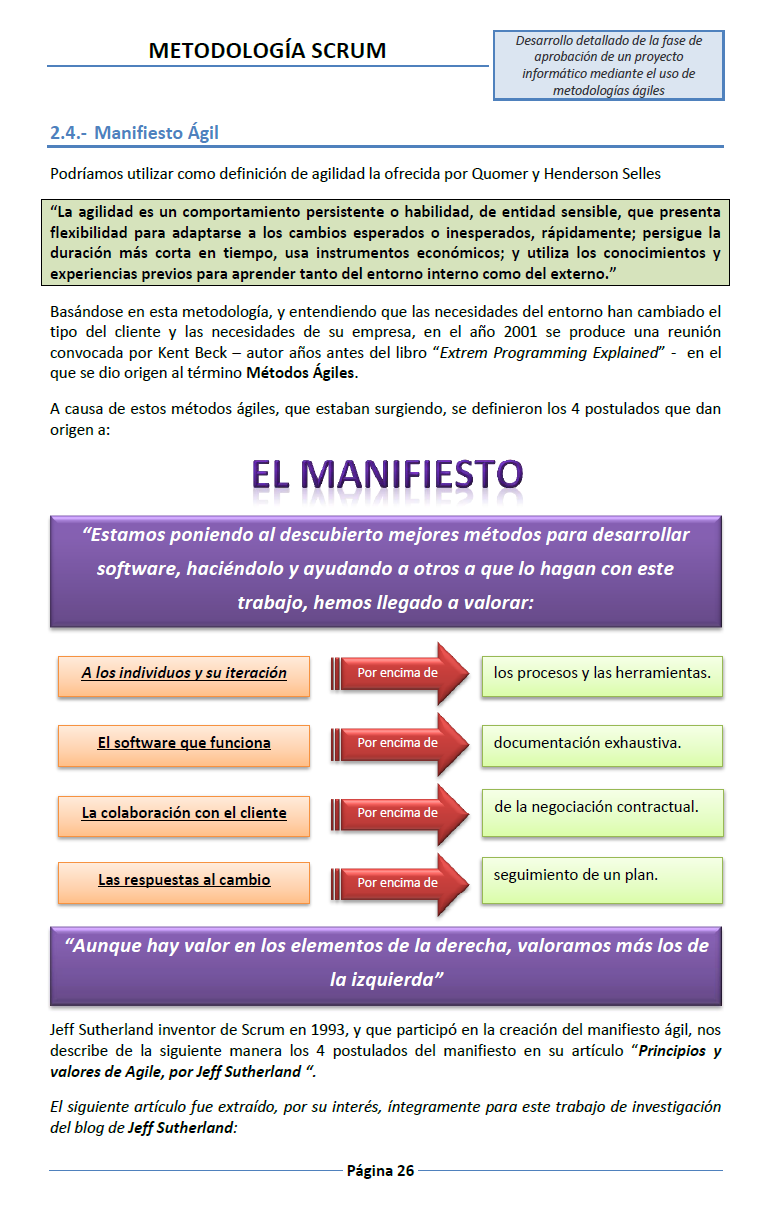 METODOLOGÍA SCRUM
Desarrollo detallado de la fase de
aprobación de un proyecto
informático mediante el uso de
metodologías ágiles
2.4.- Manifiesto Ágil
Podríamos utilizar como definición de agilidad la ofrecida por Quomer y Henderson Selles
“La agilidad es un comportamiento persistente o habilidad, de entidad sensible, que presenta
flexibilidad para adaptarse a los cambios esperados o inesperados, rápidamente; persigue la
duración más corta en tiempo, usa instrumentos económicos; y utiliza los conocimientos y
experiencias previos para aprender tanto del entorno interno como del externo.”
Basándose en esta metodología, y entendiendo que las necesidades del entorno han cambiado el
tipo del cliente y las necesidades de su empresa, en el año 2001 se produce una reunión
convocada por Kent Beck – autor años antes del libro “Extrem Programming Explained” - en el
que se dio origen al término Métodos Ágiles.
A causa de estos métodos ágiles, que estaban surgiendo, se definieron los 4 postulados que dan
origen a:
EL MANIFIESTO
“Estamos poniendo al descubierto mejores métodos para desarrollar
software, haciéndolo y ayudando a otros a que lo hagan con este
trabajo, hemos llegado a valorar:
A los individuos y su iteración Por encima de los procesos y las herramientas.
El software que funciona Por encima de documentación exhaustiva.
La colaboración con el cliente Por encima de de la negociación contractual.
Las respuestas al cambio Por encima de seguimiento de un plan.
“Aunque hay valor en los elementos de la derecha, valoramos más los de
la izquierda”
Jeff Sutherland inventor de Scrum en 1993, y que participó en la creación del manifiesto ágil, nos
describe de la siguiente manera los 4 postulados del manifiesto en su artículo “Principios y
valores de Agile, por Jeff Sutherland “.
El siguiente artículo fue extraído, por su interés, íntegramente para este trabajo de investigación
del blog de Jeff Sutherland:
Página 26